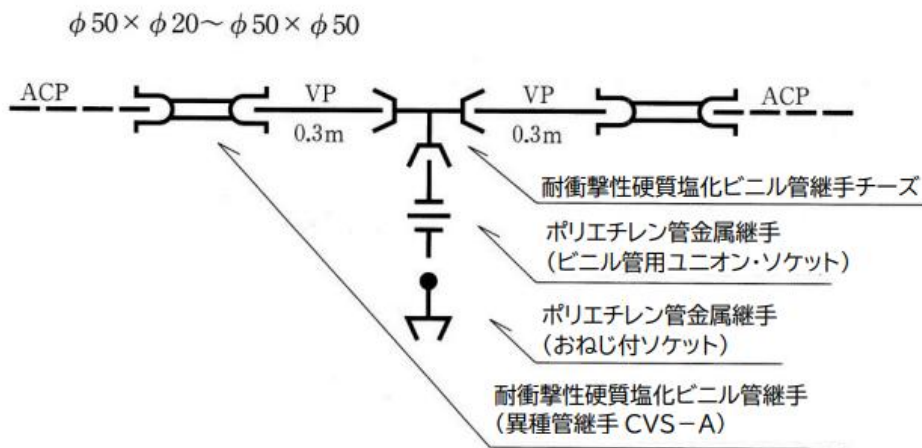 φ50×φ20～φ50×φ50
ACP
VP
VP
ACP
0.3m
0.3m
耐衝撃性硬質塩化ビニル管継手チーズ
ポリエチレン管金属継手
(ビニル管用ユニオン・ソケット)
ポリエチレン管金属継手
(おねじ付ソケット)
耐衝撃性硬質塩化ビニル管継手
(異種管継手 CVS－A)